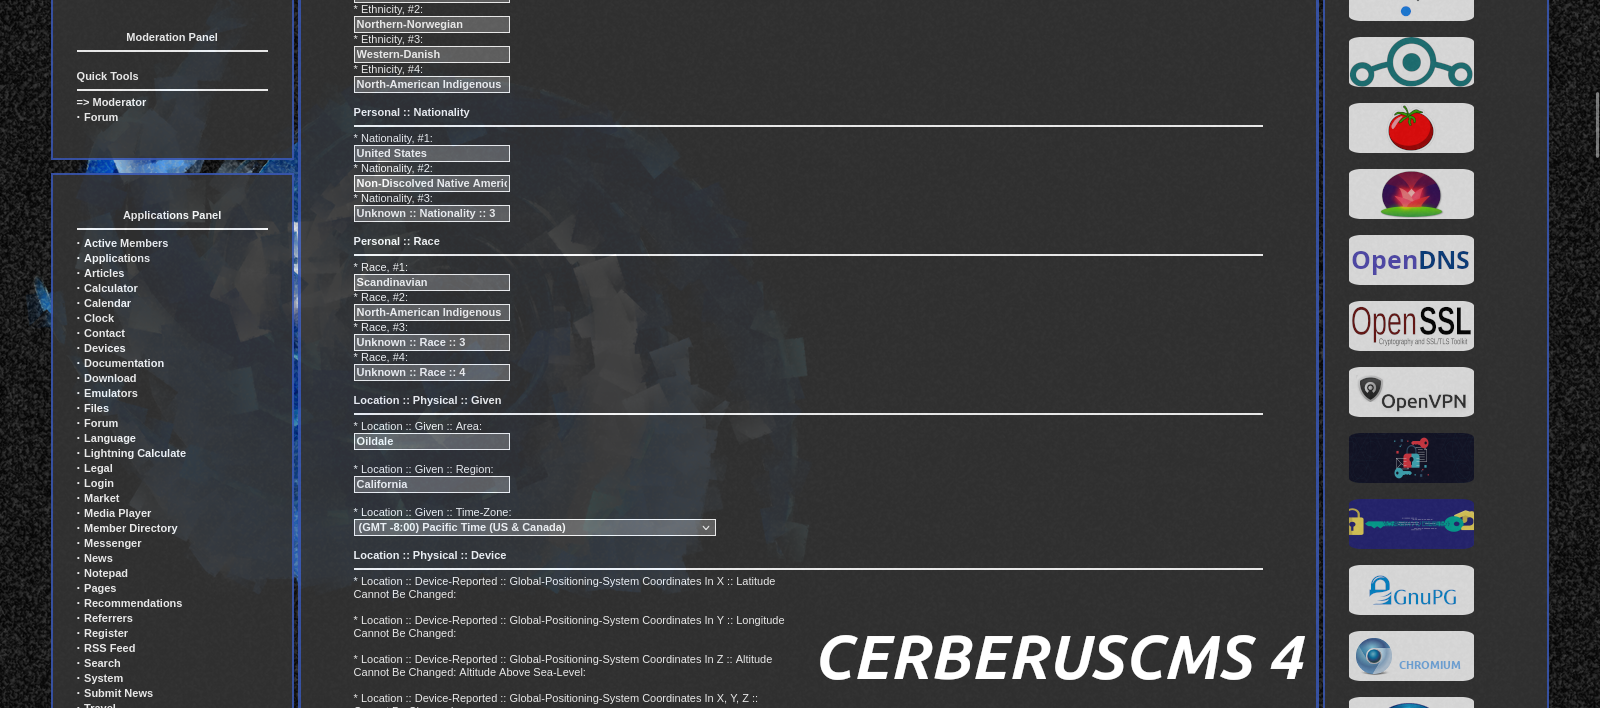 Moderation Panel
Quick Tools
=> Moderator
· Forum
Applications Panel
· Active Members
· Applications
· Articles
· Calculator
· Calendar
· Clock
· Contact
· Devices
· Documentation
· Download
· Emulators
· Files
· Forum
· Language
· Lightning Calculate
· Legal
· Login
· Market
· Media Player
· Member Directory
· Messenger
· News
· Notepad
· Pages
· Recommendations
· Referrers
· Register
· RSS Feed
· Search
· System
· Submit News
· Travel
* Ethnicity, #2:
Northern-Norwegian
* Ethnicity, #3:
Western-Danish
* Ethnicity, #4:
North-American Indigenous
Personal :: Nationality
* Nationality, #1:
United States
* Nationality, #2:
Non-Discolved Native Americ
* Nationality, #3:
Unknown :: Nationality :: 3
Personal :: Race
* Race, #1:
Scandinavian
* Race, #2:
North-American Indigenous
* Race, #3:
Unknown :: Race :: 3
* Race, #4:
Unknown :: Race :: 4
Location :: Physical :: Given
* Location :: Given :: Area:
Oildale
* Location :: Given :: Region:
California
* Location :: Given :: Time-Zone:
(GMT -8:00) Pacific Time (US & Canada)
Location :: Physical :: Device
* Location :: Device-Reported :: Global-Positioning-System Coordinates In X :: Latitude
Cannot Be Changed:
* Location :: Device-Reported :: Global-Positioning-System Coordinates In Y :: Longitude
Cannot Be Changed:
* Location :: Device-Reported :: Global-Positioning-System Coordinates In Z :: Altitude
Cannot Be Changed: Altitude Above Sea-Level:
* Location :: Device-Reported :: Global-Positioning-System Coordinates In X, Y, Z ::
CERBERUSCMS 4
OpenDNS
OpenSSL
Cryptography and SSL/TLS Toolkit
OpenVPN
GnuPG
CHROMIUM